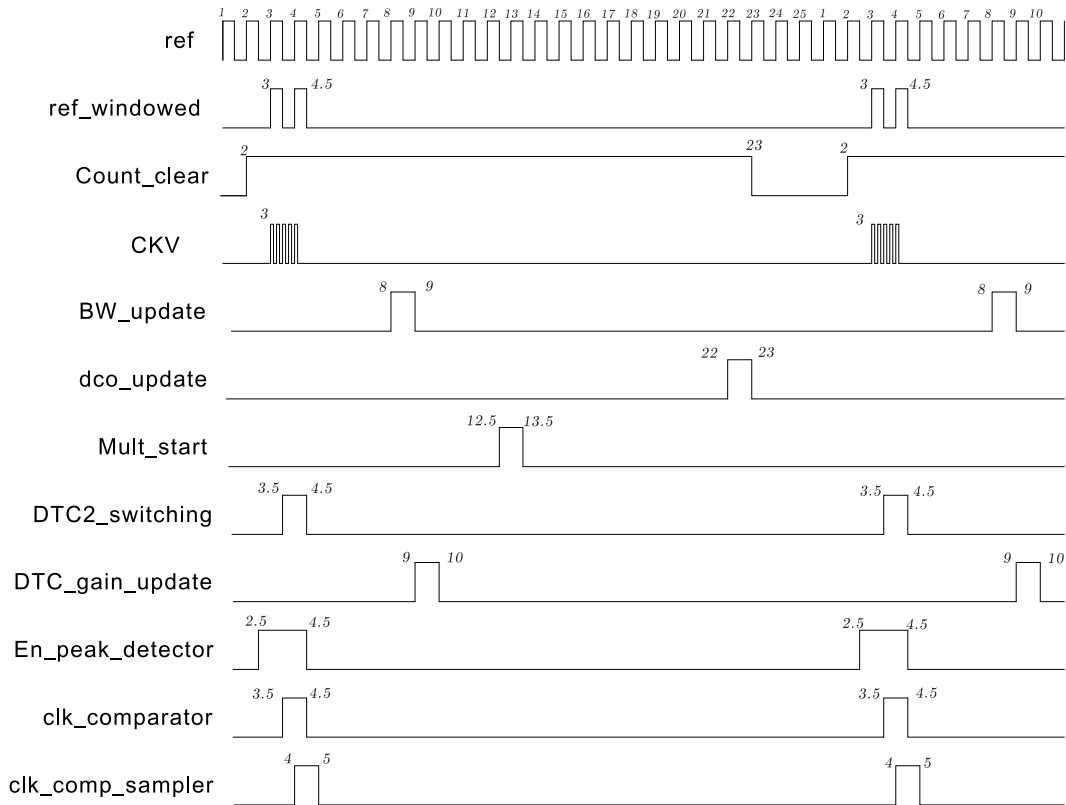 1 2 3 4 5 6 7 8 9 10 11 12 13 14 15 16 17 18 19 20 21 22 23 24 25 1 2 3 4 5 6 7 8 9 10
ref
3 4.5 3 4.5
ref_windowed
2 23 2
Count_clear
3 3
CKV
8 9 8 9
BW_update
22 23
dco_update
12.5 13.5
Mult_start
3.5 4.5 3.5 4.5
DTC2_switching
9 10 9 10
DTC_gain_update
2.5 4.5 2.5 4.5
En_peak_detector
3.5 4.5 3.5 4.5
clk_comparator
4 5 4 5
clk_comp_sampler